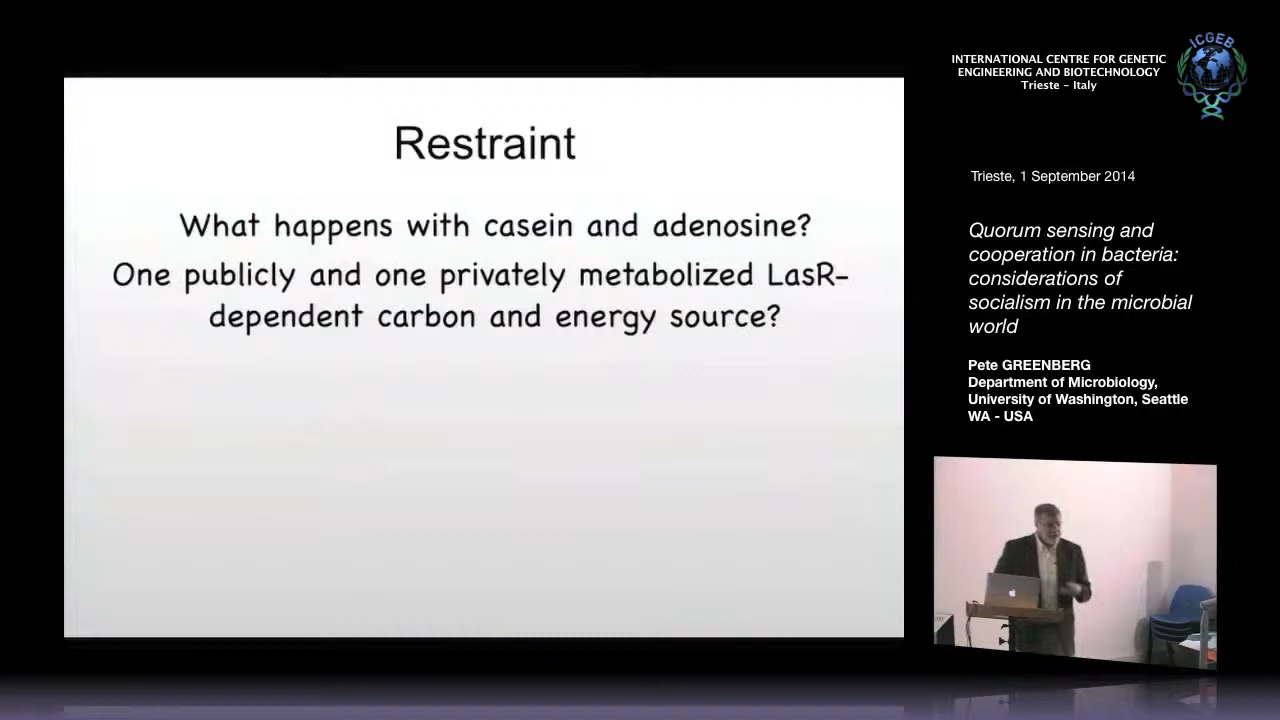 Restraint
What happens with casein and adenosine?
One publicly and one privately metabolized LasR-
dependent carbon and energy source?
INTERNATIONAL CENTRE FOR GENETIC
ENGINEERING AND BIOTECHNOLOGY
Trieste - Italy
ICGEB
Trieste, 1 September 2014
Quorum sensing and
cooperation in bacteria:
considerations of
socialism in the microbial
world
Pete GREENBERG
Department of Microbiology,
University of Washington, Seattle
WA - USA